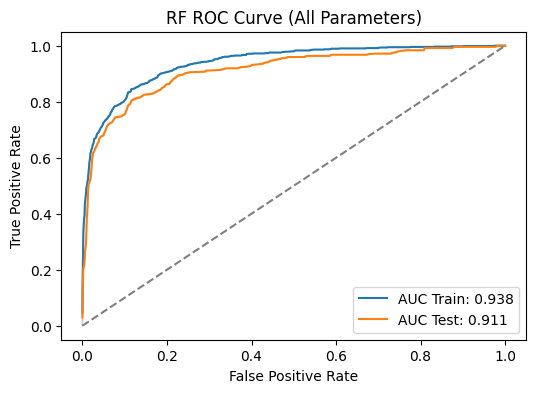 RF ROC Curve (All Parameters)
1.0
0.8
0.6
0.4
0.2
0.0
True Positive Rate
AUC Train: 0.938
AUC Test: 0.911
0.0 0.2 0.4 0.6 0.8 1.0
False Positive Rate